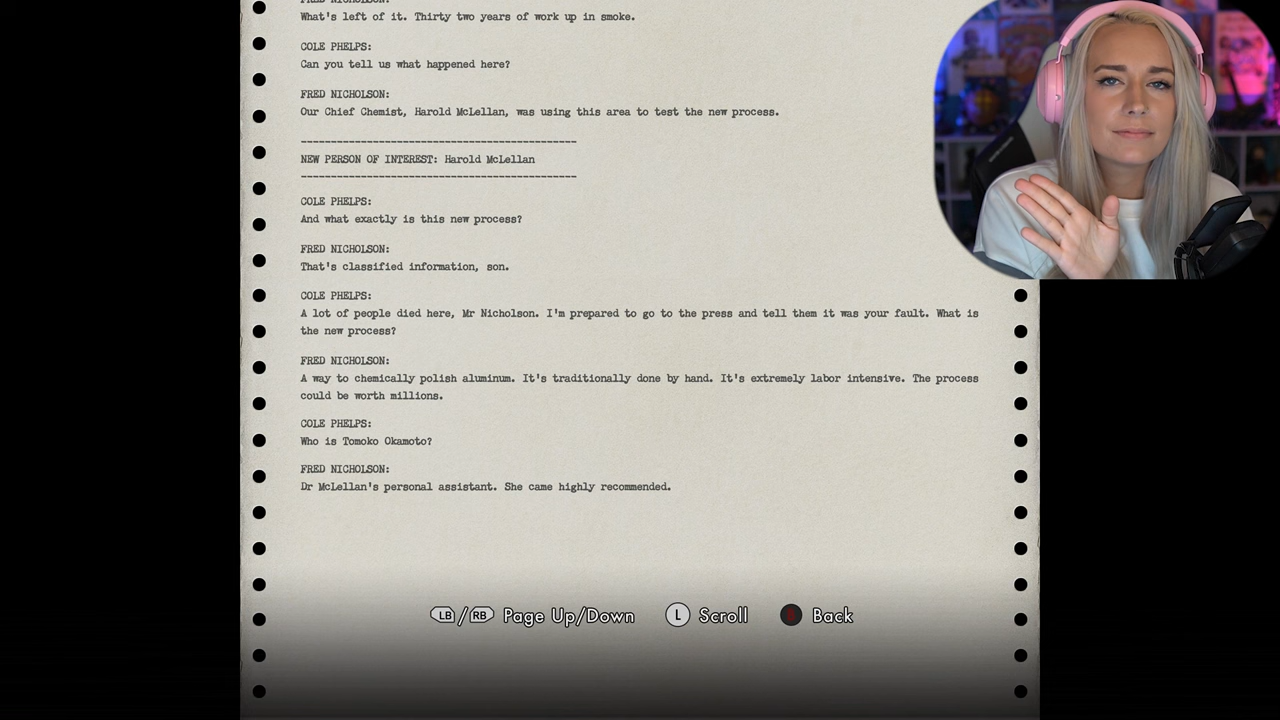 FRED NICHOLSON:
What's left of it. Thirty two years of work up in smoke.
COLE PHELPS:
Can you tell us what happened here?
FRED NICHOLSON:
Our Chief Chemist, Harold McLellan, was using this area to test the new process.
----------------------------------------------
NEW PERSON OF INTEREST: Harold McLellan
----------------------------------------------
COLE PHELPS:
And what exactly is this new process?
FRED NICHOLSON:
That's classified information, son.
COLE PHELPS:
A lot of people died here, Mr Nicholson. I'm prepared to go to the press and tell them it was your fault. What is
the new process?
FRED NICHOLSON:
A way to chemically polish aluminum. It's traditionally done by hand. It's extremely labor intensive. The process
could be worth millions.
COLE PHELPS:
Who is Tomoko Okamoto?
FRED NICHOLSON:
Dr McLellan's personal assistant. She came highly recommended.
LB / RB Page Up/Down L Scroll B Back